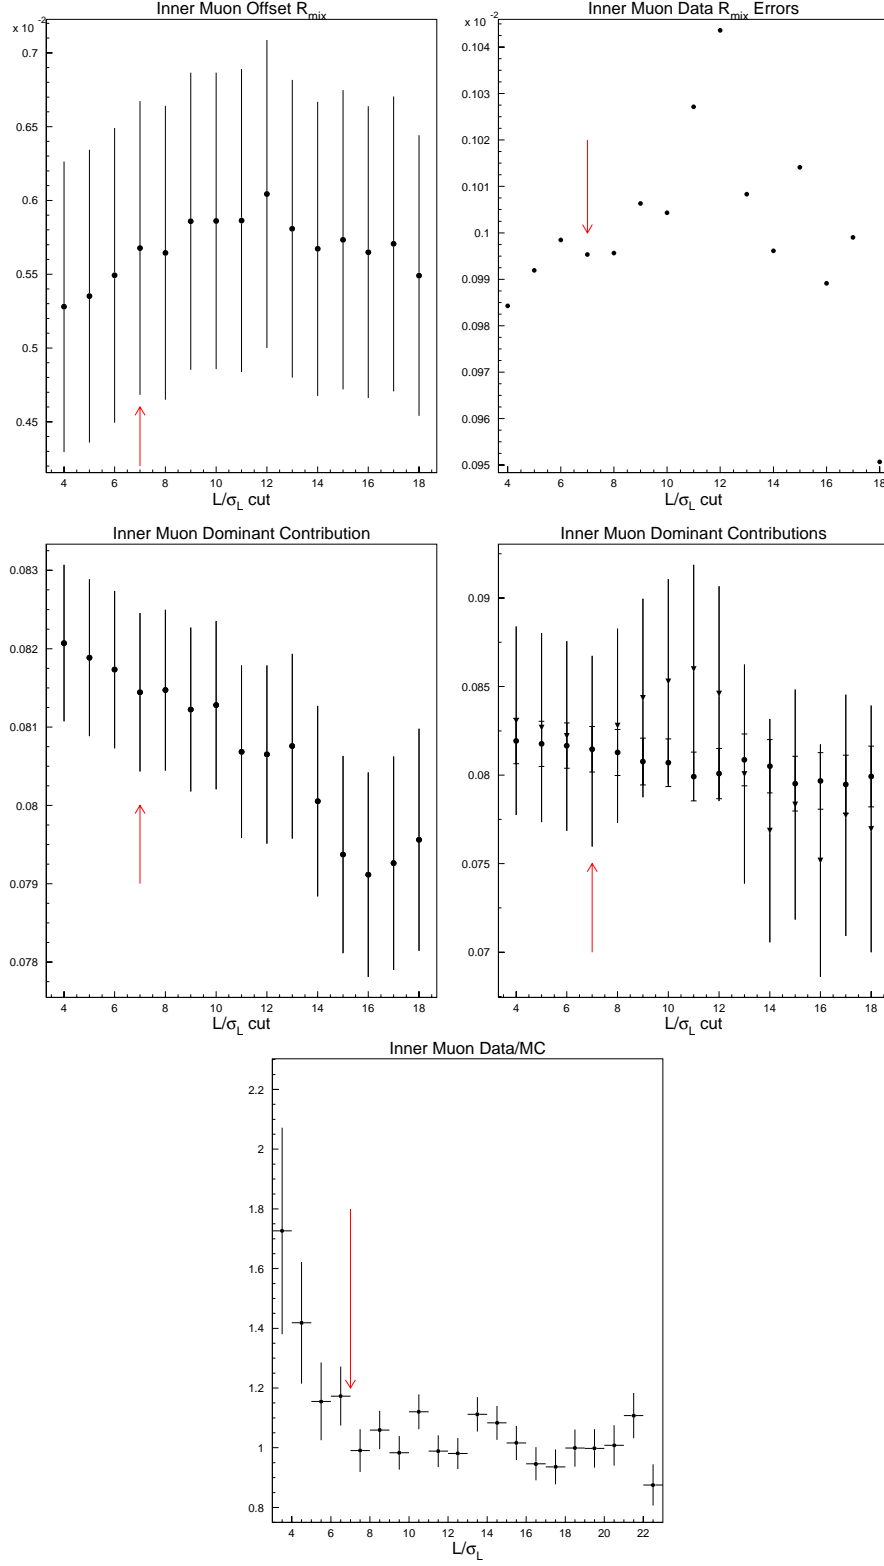 Inner Muon Offset R_mix
x 10^-2
0.7
0.65
0.6
0.55
0.5
0.45
4 6 8 10 12 14 16 18
L/σ_L cut
Inner Muon Data R_mix Errors
x 10^-2
0.104
0.103
0.102
0.101
0.1
0.099
0.098
0.097
0.096
0.095
4 6 8 10 12 14 16 18
L/σ_L cut
Inner Muon Dominant Contribution
0.083
0.082
0.081
0.08
0.079
0.078
4 6 8 10 12 14 16 18
L/σ_L cut
Inner Muon Dominant Contributions
0.09
0.085
0.08
0.075
0.07
4 6 8 10 12 14 16 18
L/σ_L cut
Inner Muon Data/MC
2.2
2
1.8
1.6
1.4
1.2
1
0.8
4 6 8 10 12 14 16 18 20 22
L/σ_L